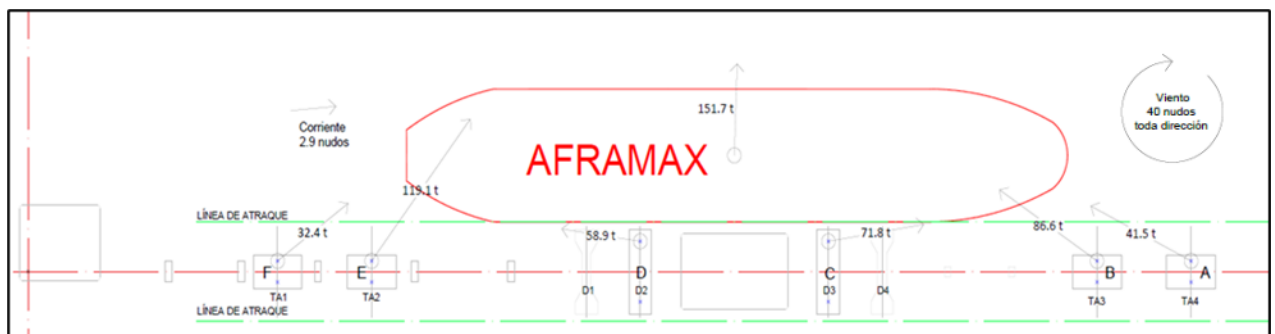 151.7 t
Viento
40 nudos
toda dirección
Corriente
2.9 nudos
AFRAMAX
119.1 t
LÍNEA DE ATRAQUE
32.4 t
58.9 t
71.8 t
86.6 t
41.5 t
F
E
D
C
B
A
TA1
TA2
D1
D2
D3
D4
TA3
TA4
LÍNEA DE ATRAQUE